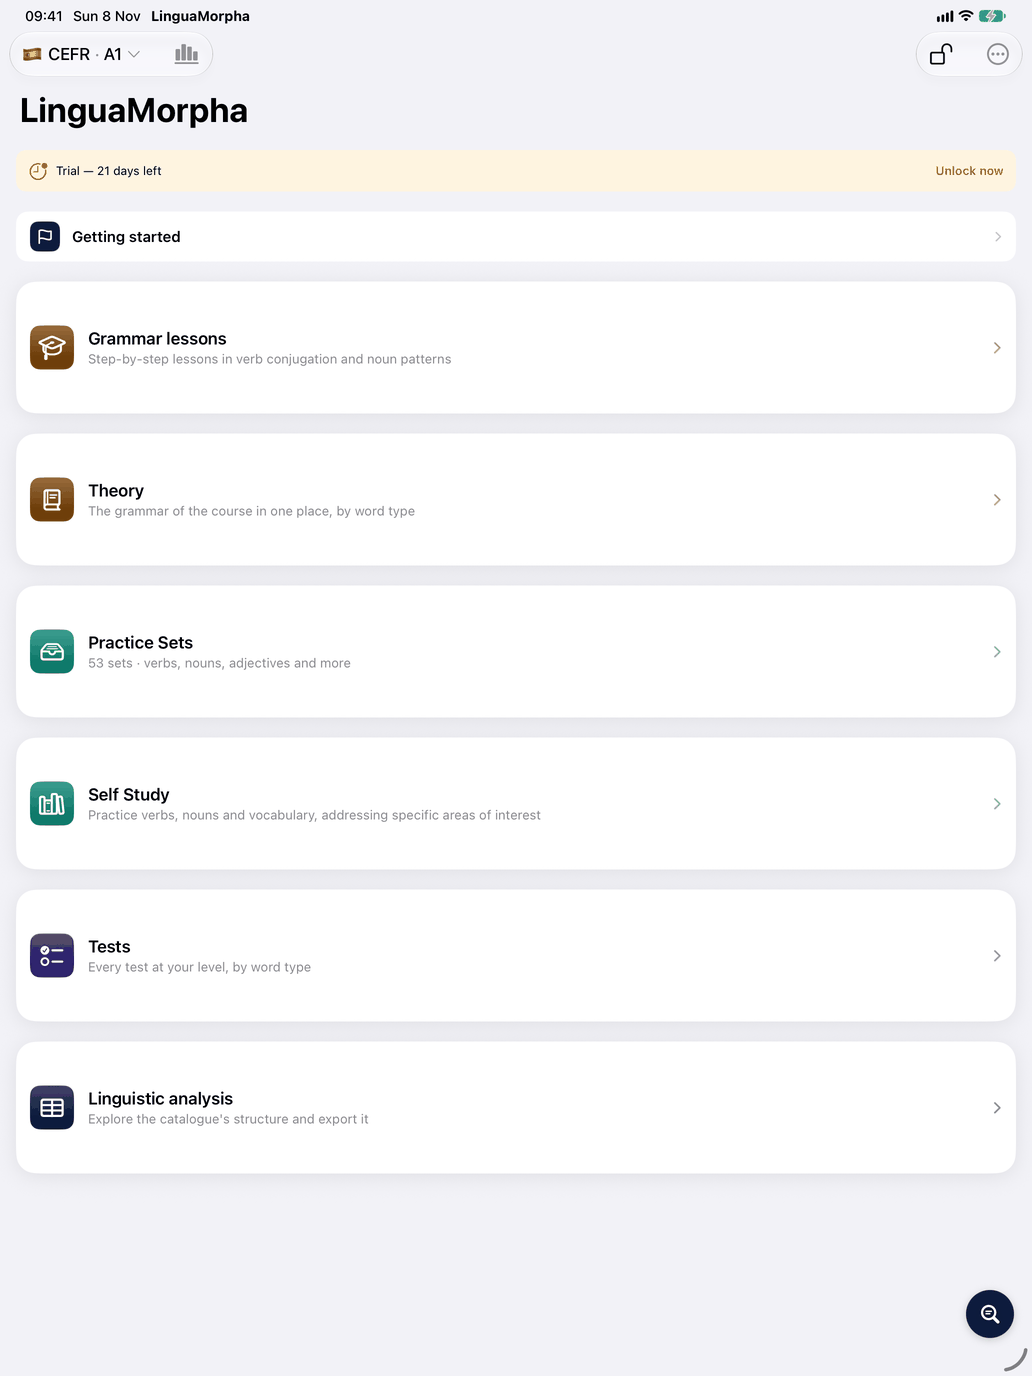 09:41 Sun 8 Nov LinguaMorpha
CEFR · A1
LinguaMorpha
Trial — 21 days left
Unlock now
Getting started
Grammar lessons
Step-by-step lessons in verb conjugation and noun patterns
Theory
The grammar of the course in one place, by word type
Practice Sets
53 sets · verbs, nouns, adjectives and more
Self Study
Practice verbs, nouns and vocabulary, addressing specific areas of interest
Tests
Every test at your level, by word type
Linguistic analysis
Explore the catalogue's structure and export it